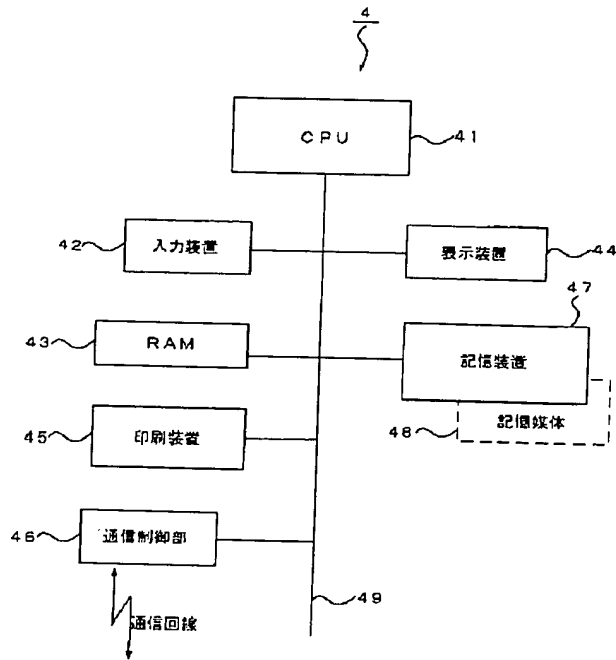 4
CPU
41
42
入力装置
表示装置
44
47
43
RAM
記憶装置
45
印刷装置
記憶媒体
48
46
通信制御部
通信回線
49